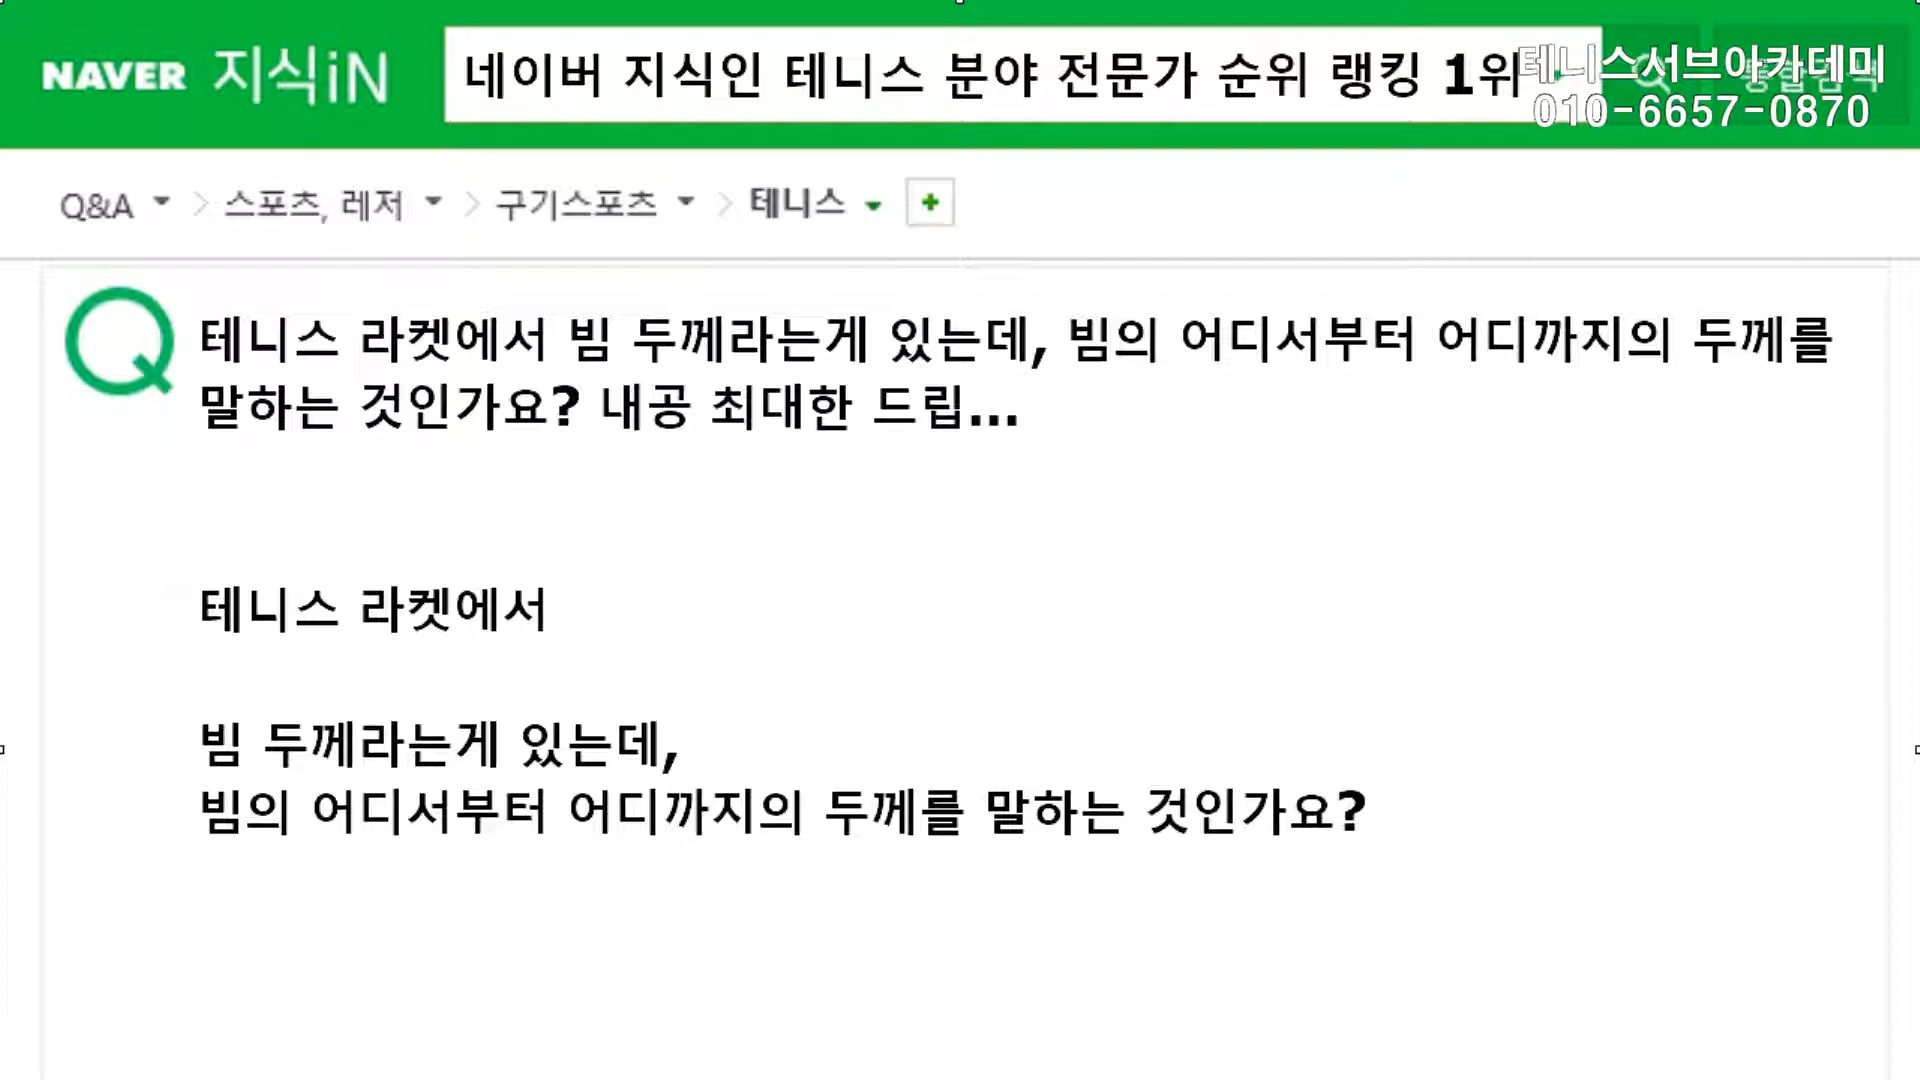 NAVER 지식iN
네이버 지식인 테니스 분야 전문가 순위 랭킹 1위
테니스서브아카데미
010-6657-0870
Q&A 스포츠, 레저 구기스포츠 테니스 +
Q 테니스 라켓에서 빔 두께라는게 있는데, 빔의 어디서부터 어디까지의 두께를
말하는 것인가요? 내공 최대한 드립...
테니스 라켓에서
빔 두께라는게 있는데,
빔의 어디서부터 어디까지의 두께를 말하는 것인가요?